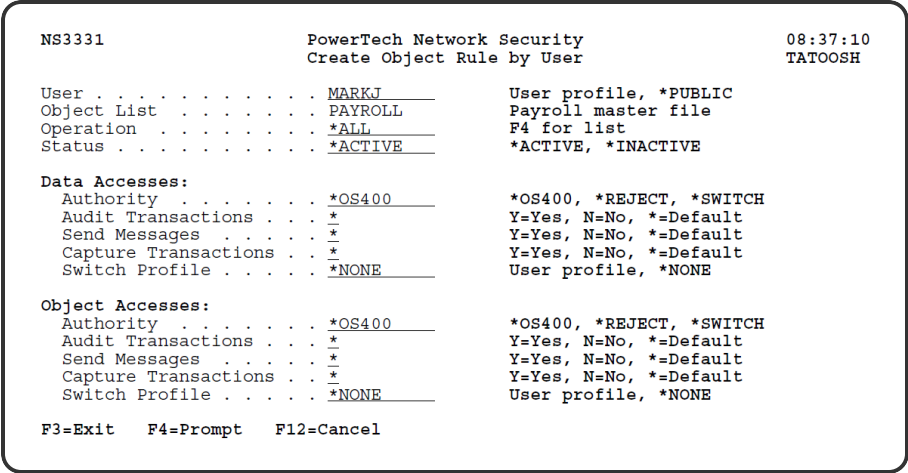 NS3331 PowerTech Network Security 08:37:10
Create Object Rule by User TATOOSH
User . . . . . . . . . . . MARKJ User profile, *PUBLIC
Object List . . . . . . . PAYROLL Payroll master file
Operation . . . . . . . . *ALL F4 for list
Status . . . . . . . . . . *ACTIVE *ACTIVE, *INACTIVE
Data Accesses:
Authority . . . . . . . *OS400 *OS400, *REJECT, *SWITCH
Audit Transactions . . . * Y=Yes, N=No, *=Default
Send Messages . . . . . * Y=Yes, N=No, *=Default
Capture Transactions . . * Y=Yes, N=No, *=Default
Switch Profile . . . . . *NONE User profile, *NONE
Object Accesses:
Authority . . . . . . . *OS400 *OS400, *REJECT, *SWITCH
Audit Transactions . . . * Y=Yes, N=No, *=Default
Send Messages . . . . . * Y=Yes, N=No, *=Default
Capture Transactions . . * Y=Yes, N=No, *=Default
Switch Profile . . . . . *NONE User profile, *NONE
F3=Exit F4=Prompt F12=Cancel